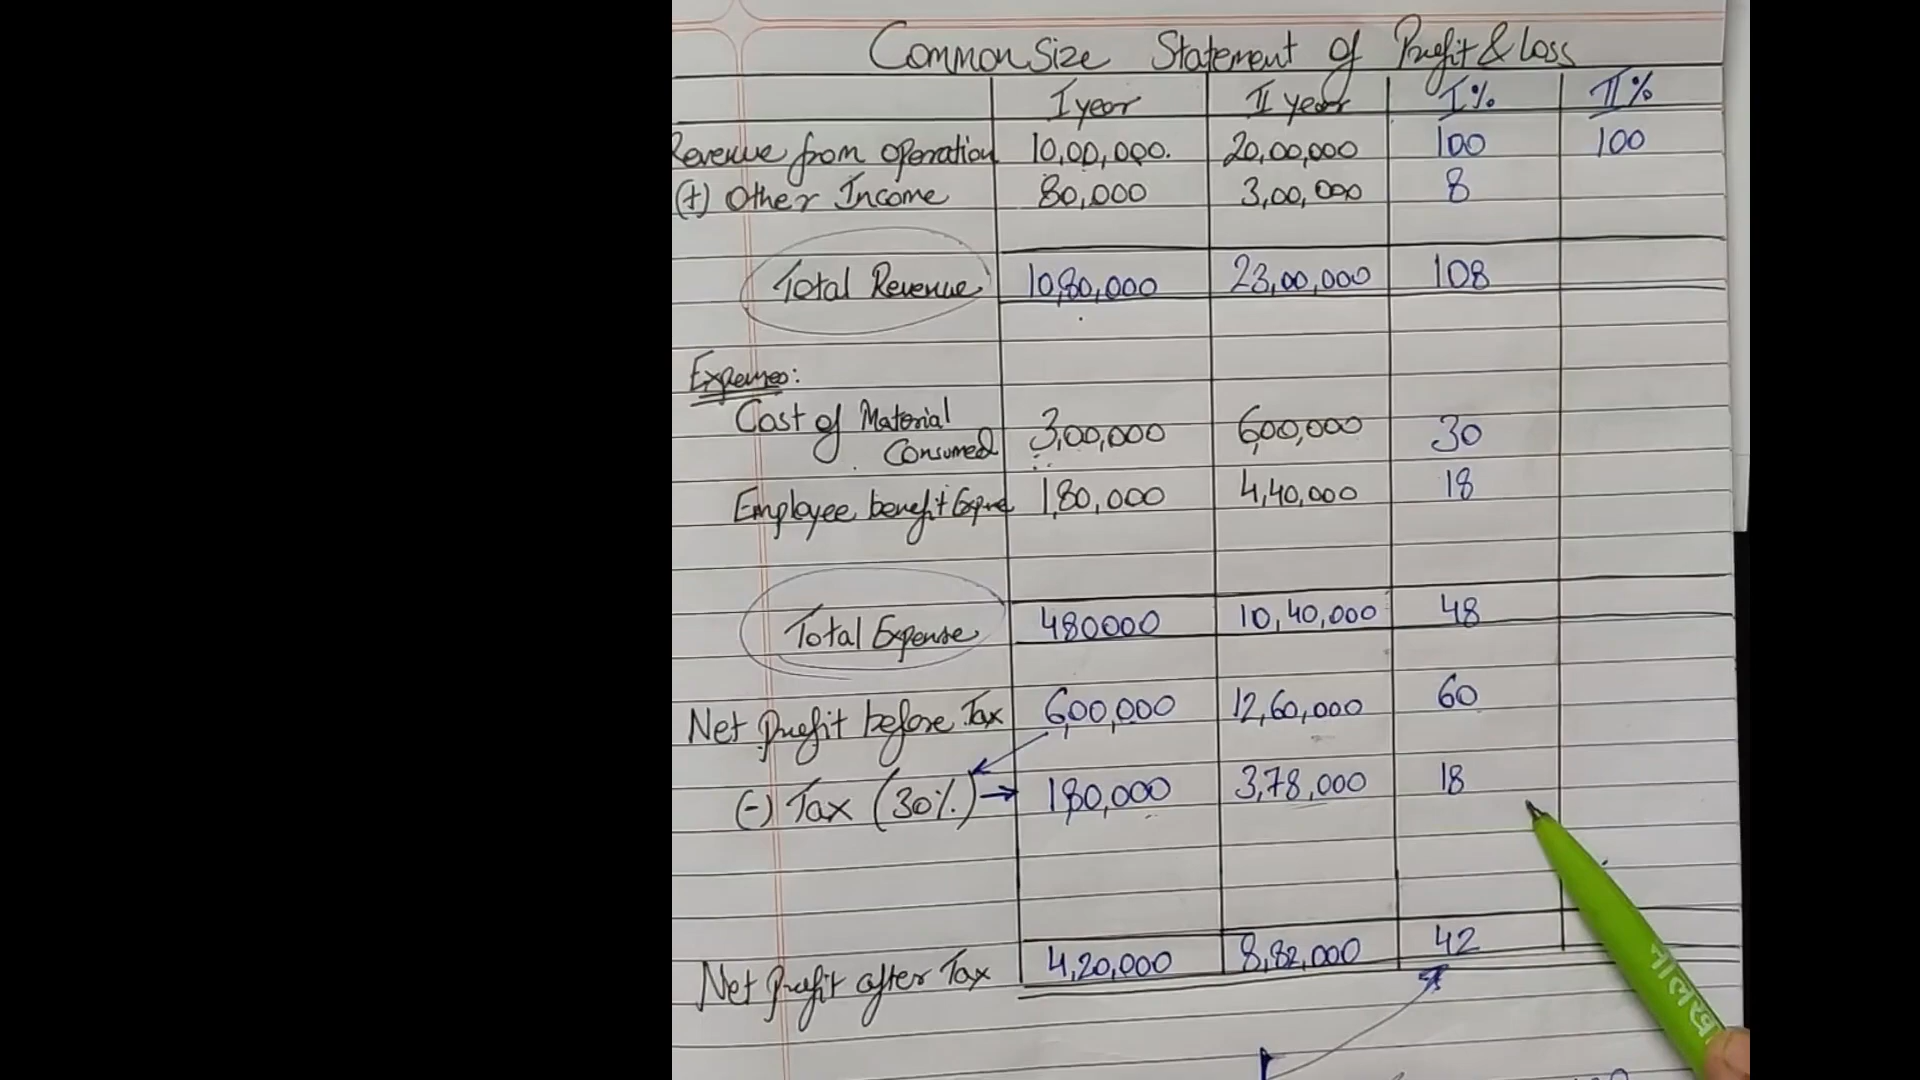 Common Size Statement of Profit & Loss
I year II year I% II%
Revenue from operation 10,00,000. 20,00,000 100 100
(+) Other Income 80,000 3,00,000 8
Total Revenue 10,80,000 23,00,000 108
Expenses:
Cost of Material
Consumed 3,00,000 6,00,000 30
Employee benefit 1,80,000 4,40,000 18
Total Expense 480000 10,40,000 48
Net Profit before Tax 6,00,000 12,60,000 60
(-) Tax (30%) → 1,80,000 3,78,000 18
Net Profit after Tax 4,20,000 8,82,000 42